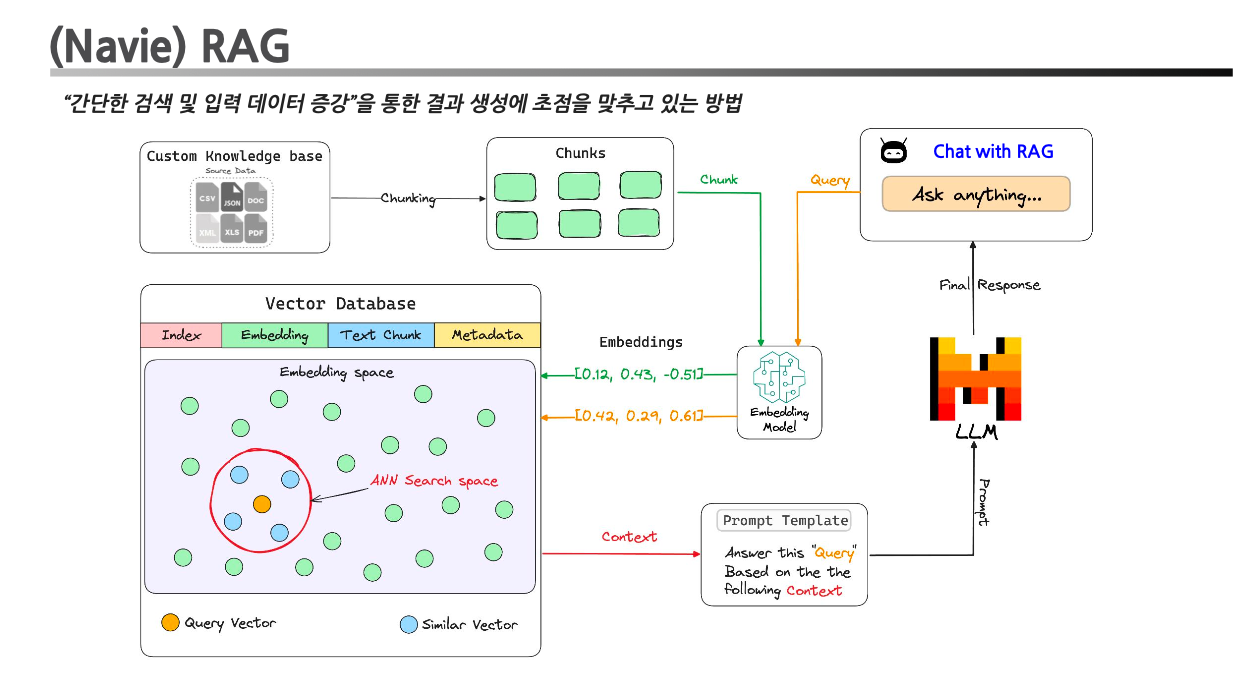 (Navie) RAG
“간단한 검색 및 입력 데이터 증강”을 통한 결과 생성에 초점을 맞추고 있는 방법
Custom Knowledge base
Source Data
CSV
JSON
DOC
XML
XLS
PDF
Chunking
Chunks
Chunk
Query
Chat with RAG
Ask anything...
Final Response
Vector Database
Index
Embedding
Text Chunk
Metadata
Embedding space
ANN Search space
Query Vector
Similar Vector
Embeddings
[0.12, 0.43, -0.51]
[0.42, 0.29, 0.61]
Embedding
Model
LLM
Prompt
Context
Prompt Template
Answer this "Query"
Based on the the
following Context